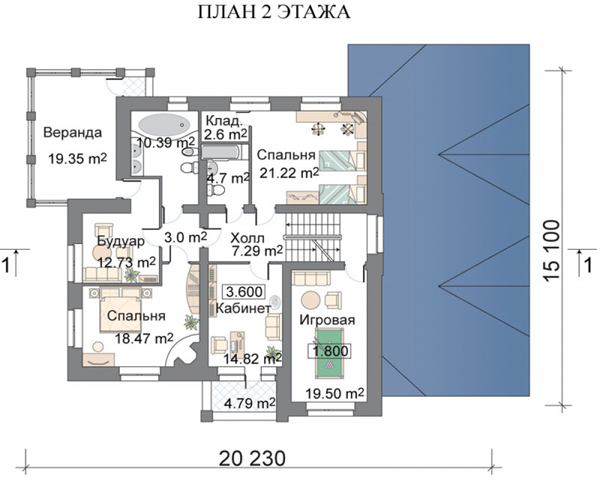 ПЛАН 2 ЭТАЖА
Веранда
19.35 m2
10.39 m2
Клад.
2.6 m2
4.7 m2
Спальня
21.22 m2
Будуар
12.73 m2
3.0 m2
Холл
7.29 m2
1
1
15 100
3.600
Кабинет
14.82 m2
Спальня
18.47 m2
Игровая
1.800
19.50 m2
4.79 m2
20 230